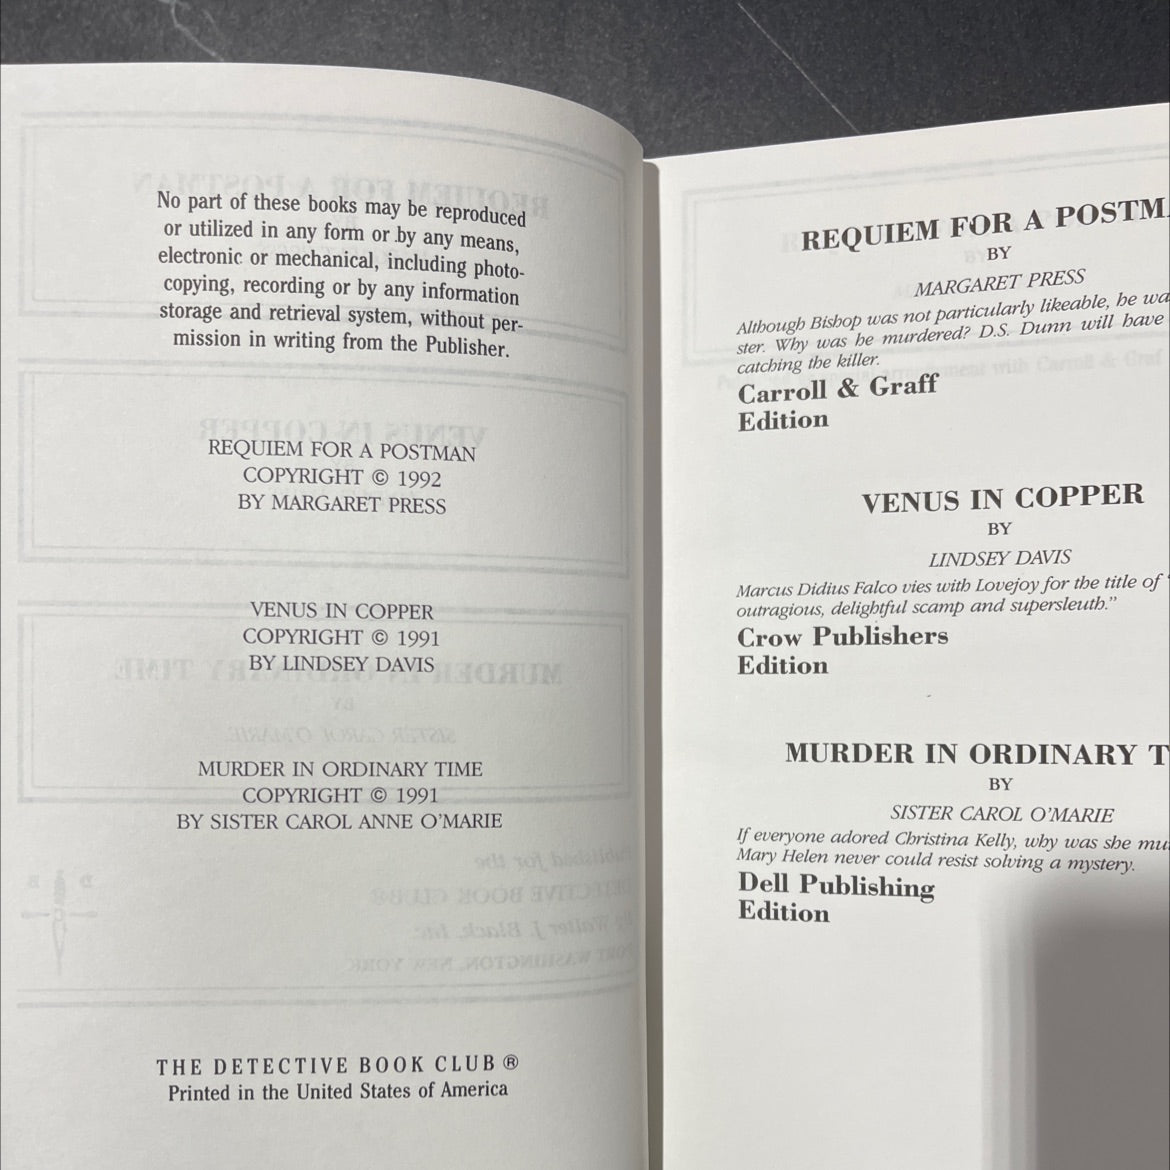 No part of these books may be reproduced
or utilized in any form or by any means,
electronic or mechanical, including photo-
copying, recording or by any information
storage and retrieval system, without per-
mission in writing from the Publisher.
REQUIEM FOR A POSTMAN
COPYRIGHT © 1992
BY MARGARET PRESS
VENUS IN COPPER
COPYRIGHT © 1991
BY LINDSEY DAVIS
MURDER IN ORDINARY TIME
COPYRIGHT © 1991
BY SISTER CAROL ANNE O'MARIE
THE DETECTIVE BOOK CLUB ®
Printed in the United States of America
REQUIEM FOR A POSTMA
BY
MARGARET PRESS
Although Bishop was not particularly likeable, he wa
ster. Why was he murdered? D.S. Dunn will have
catching the killer.
Carroll & Graff
Edition
VENUS IN COPPER
BY
LINDSEY DAVIS
Marcus Didius Falco vies with Lovejoy for the title of "
outragious, delightful scamp and supersleuth."
Crow Publishers
Edition
MURDER IN ORDINARY T
BY
SISTER CAROL O'MARIE
If everyone adored Christina Kelly, why was she mu
Mary Helen never could resist solving a mystery.
Dell Publishing
Edition